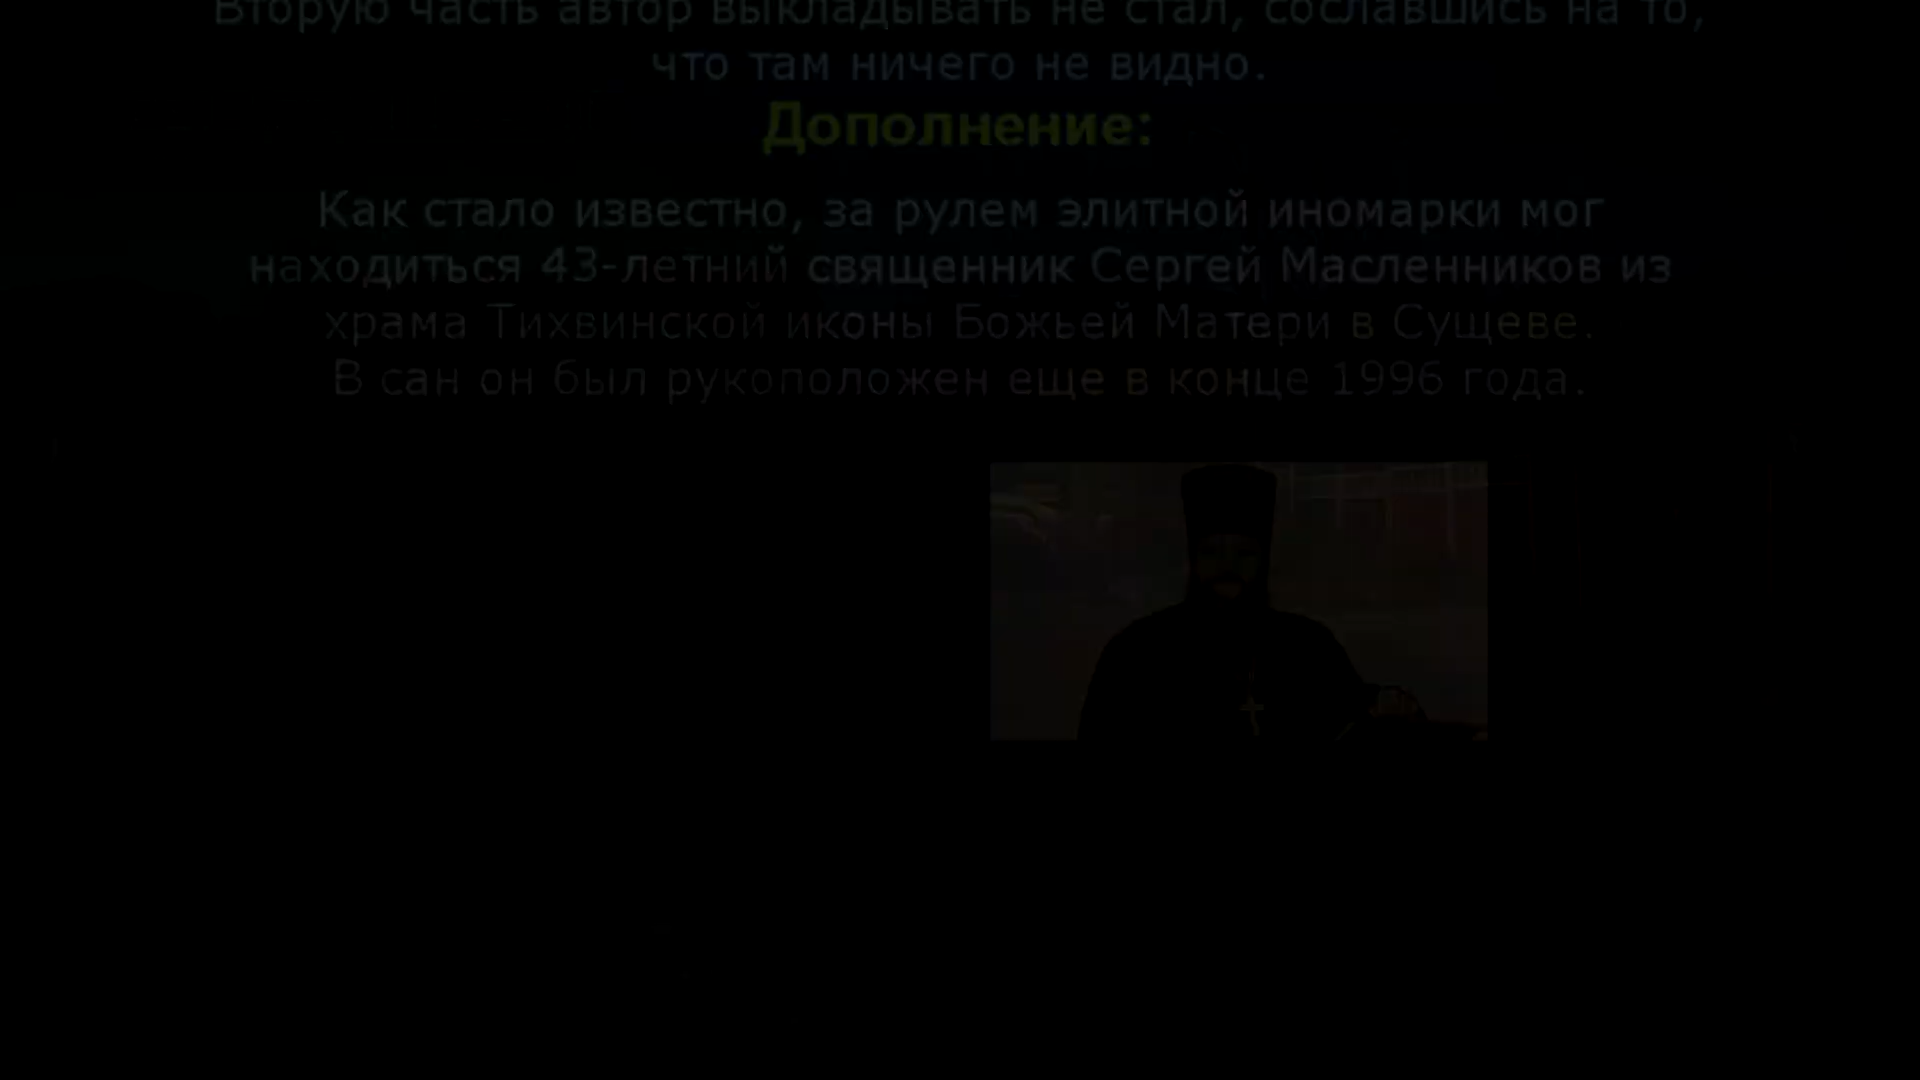 Вторую часть автор выкладывать не стал, сославшись на то,
что там ничего не видно.
Дополнение:
Как стало известно, за рулем элитной иномарки мог
находиться 43-летний священник Сергей Масленников из
храма Тихвинской иконы Божьей Матери в Сущеве.
В сан он был рукоположен еще в конце 1996 года.